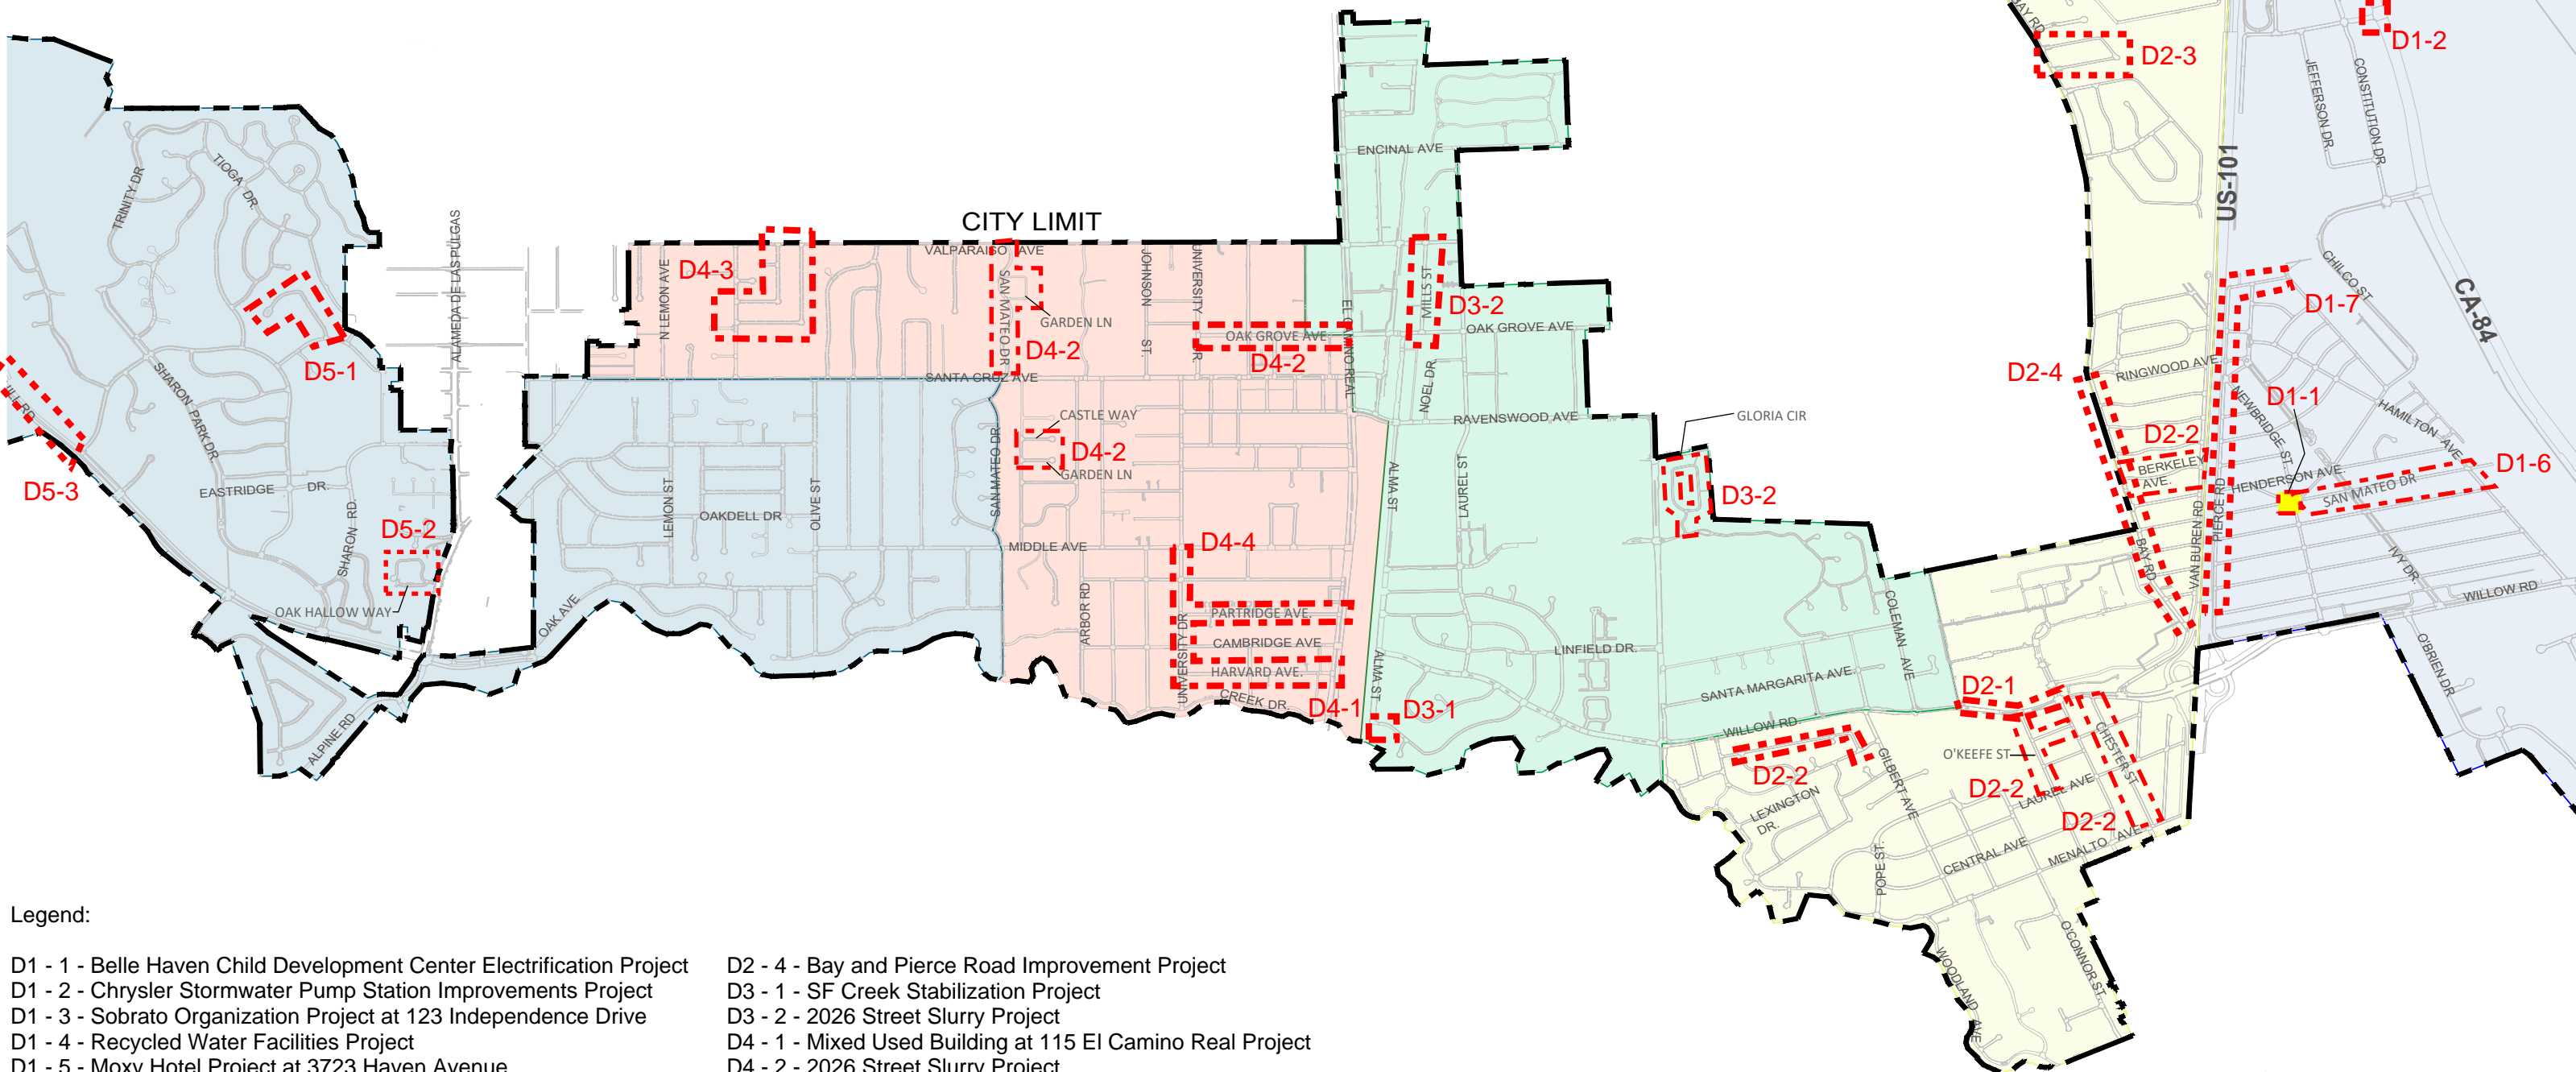 BAY RD
D1-2
D2-3
JEFFERSON DR.
CONSTITUTION DR
TRINITY DR
TIOGA DR.
ENCINAL AVE
US-101
CITY LIMIT
ALAMEDA DE LAS PULGAS
VALPARAISO AVE
D4-3
N LEMON AVE
SAN MATEO DR
JOHNSON ST.
UNIVERSITY DR
MILLS ST
CHILCO ST
CA-84
GARDEN LN
D3-2
D1-7
EL CAMINO REAL
OAK GROVE AVE
OAK GROVE AVE
D4-2
D4-2
D5-1
D2-4
RINGWOOD AVE
SANTA CRUZ AVE
SHARON PARK DR.
NOEL DR.
NEWBRIDGE ST.
D1-1
HAMILTON AVE
CASTLE WAY
RAVENSWOOD AVE
GLORIA CIR
D2-2
D4-2
GARDEN LN
BERKELEY AVE.
D1-6
D5-3
EASTRIDGE DR.
SAN MATEO DR.
LEMON ST
OLIVE ST
OAKDELL DR
ALMA ST
LAUREL ST
D3-2
HENDERSON AVE.
SAN MATEO DR
PIERCE RD
VAN BUREN RD
SHARON RD.
D5-2
MIDDLE AVE
D4-4
BAY RD
IVY DR.
WILLOW RD
OAK HALLOW WAY
OAK AVE
ARBOR RD
UNIVERSITY DR
PARTRIDGE AVE.
CAMBRIDGE AVE
HARVARD AVE.
CREEK DR.
ALMA ST
LINFIELD DR.
COLEMAN AVE
O'BRIEN DR
SANTA MARGARITA AVE.
D4-1
D3-1
D2-1
ALPINE RD
WILLOW RD.
O'KEEFE ST
CHESTER ST
GILBERT AVE
D2-2
D2-2
LAUREL AVE
LEXINGTON DR.
D2-2
CENTRAL AVE
MENALTO AVE
POPE ST.
WOODLAND AVE
O'CONNOR ST.
Legend:
D1 - 1 - Belle Haven Child Development Center Electrification Project
D1 - 2 - Chrysler Stormwater Pump Station Improvements Project
D1 - 3 - Sobrato Organization Project at 123 Independence Drive
D1 - 4 - Recycled Water Facilities Project
D1 - 5 - Moxy Hotel Project at 3723 Haven Avenue
D2 - 4 - Bay and Pierce Road Improvement Project
D3 - 1 - SF Creek Stabilization Project
D3 - 2 - 2026 Street Slurry Project
D4 - 1 - Mixed Used Building at 115 El Camino Real Project
D4 - 2 - 2026 Street Slurry Project